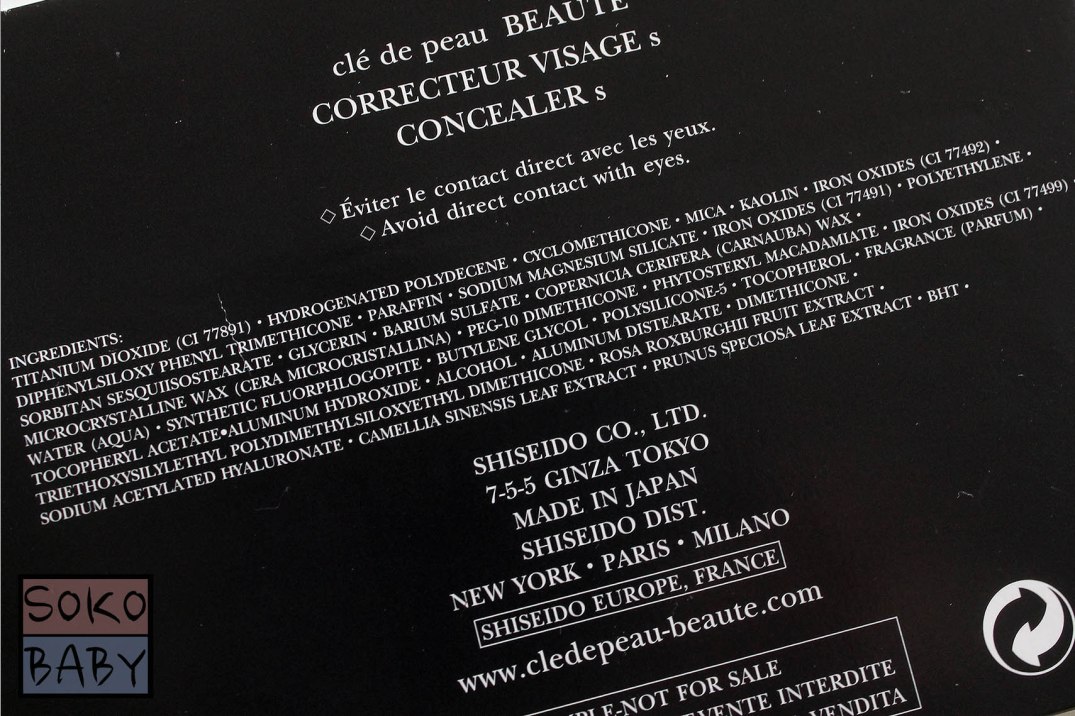 clé de peau BEAUTÉ
CORRECTEUR VISAGE s
CONCEALER s
◇ Éviter le contact direct avec les yeux.
◇ Avoid direct contact with eyes.
INGREDIENTS:
TITANIUM DIOXIDE (CI 77891) • HYDROGENATED POLYDECENE • CYCLOMETHICONE • MICA • KAOLIN • IRON OXIDES (CI 77492) •
DIPHENYLSILOXY PHENYL TRIMETHICONE • PARAFFIN • SODIUM MAGNESIUM SILICATE • IRON OXIDES (CI 77491) • POLYETHYLENE •
SORBITAN SESQUIISOSTEARATE • GLYCERIN • BARIUM SULFATE • COPERNICIA CERIFERA (CARNAUBA) WAX •
MICROCRYSTALLINE WAX (CERA MICROCRISTALLINA) • PEG-10 DIMETHICONE • PHYTOSTERYL MACADAMIATE • IRON OXIDES (CI 77499) •
WATER (AQUA) • SYNTHETIC FLUORPHLOGOPITE • BUTYLENE GLYCOL • POLYSILICONE-5 • TOCOPHEROL • FRAGRANCE (PARFUM) •
TOCOPHERYL ACETATE•ALUMINUM HYDROXIDE • ALCOHOL • ALUMINUM DISTEARATE • DIMETHICONE •
TRIETHOXYSILYLETHYL POLYDIMETHYLSILOXYETHYL DIMETHICONE • ROSA ROXBURGHII FRUIT EXTRACT •
SODIUM ACETYLATED HYALURONATE • CAMELLIA SINENSIS LEAF EXTRACT • PRUNUS SPECIOSA LEAF EXTRACT • BHT •
SHISEIDO CO., LTD.
7-5-5 GINZA TOKYO
MADE IN JAPAN
SHISEIDO DIST.
NEW YORK • PARIS • MILANO
SHISEIDO EUROPE, FRANCE
www.cledepeau-beaute.com
NOT FOR SALE
INTERDITE
VENDITA
SOKO
BABY